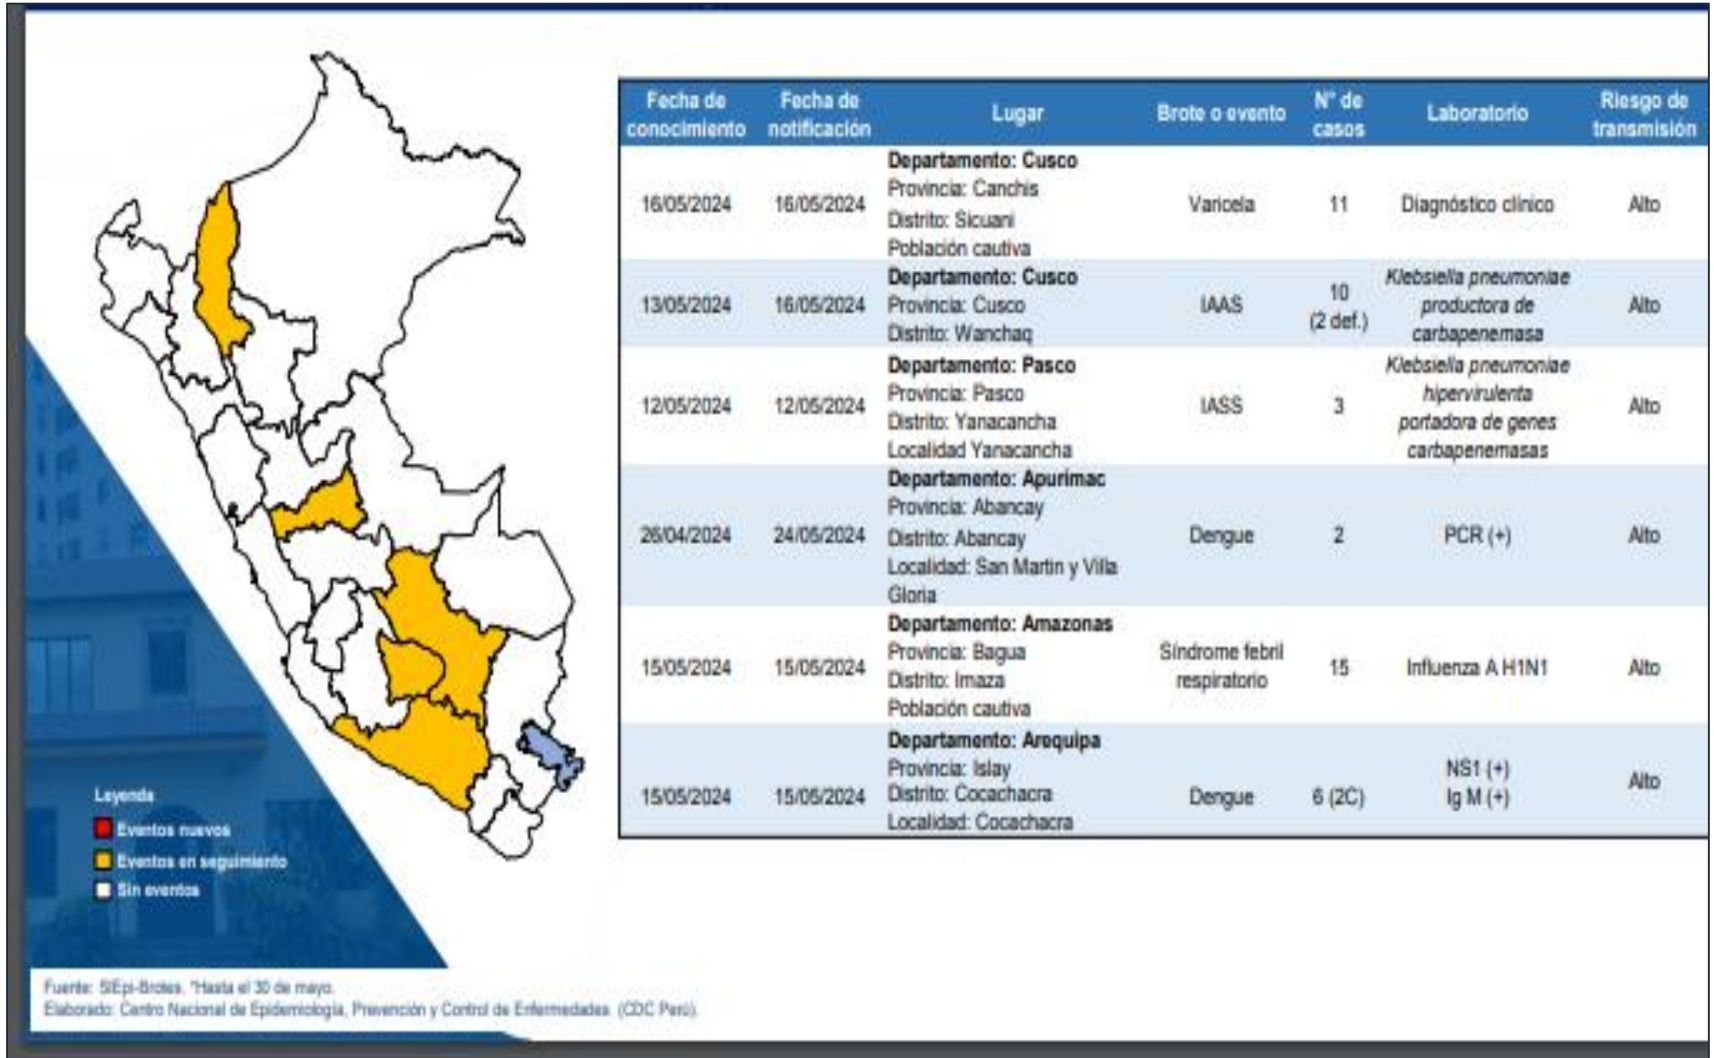 Fecha de conocimiento
Fecha de notificación
Lugar
Brote o evento
N° de casos
Laboratorio
Riesgo de transmisión
16/05/2024
16/05/2024
Departamento: Cusco
Provincia: Canchis
Distrito: Sicuani
Población cautiva
Varicela
11
Diagnóstico clínico
Alto
13/05/2024
16/05/2024
Departamento: Cusco
Provincia: Cusco
Distrito: Wanchaq
IAAS
10
(2 def.)
Klebsiella pneumoniae
productora de
carbapenemasa
Alto
12/05/2024
12/05/2024
Departamento: Pasco
Provincia: Pasco
Distrito: Yanacancha
Localidad Yanacancha
IASS
3
Klebsiella pneumoniae
hipervirulenta
portadora de genes
carbapenemasas
Alto
26/04/2024
24/05/2024
Departamento: Apurimac
Provincia: Abancay
Distrito: Abancay
Localidad: San Martin y Villa
Gloria
Dengue
2
PCR (+)
Alto
15/05/2024
15/05/2024
Departamento: Amazonas
Provincia: Bagua
Distrito: Imaza
Población cautiva
Síndrome febril
respiratorio
15
Influenza A H1N1
Alto
15/05/2024
15/05/2024
Departamento: Arequipa
Provincia: Islay
Distrito: Cocachacra
Localidad: Cocachacra
Dengue
6 (2C)
NS1 (+)
Ig M (+)
Alto
Leyenda
Eventos nuevos
Eventos en seguimiento
Sin eventos
Fuente: SIEpi-Brotes. *Hasta el 30 de mayo.
Elaborado: Centro Nacional de Epidemiología, Prevención y Control de Enfermedades. (CDC Perú).